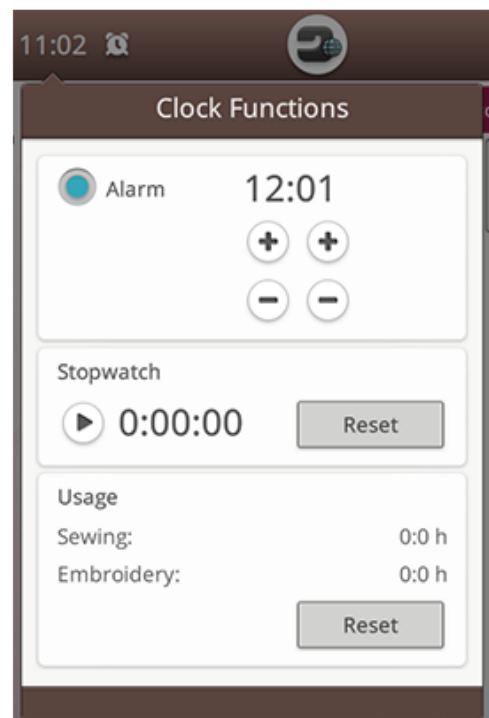 11:02
Clock Functions
Alarm 12:01
Stopwatch
0:00:00 Reset
Usage
Sewing: 0:0 h
Embroidery: 0:0 h
Reset